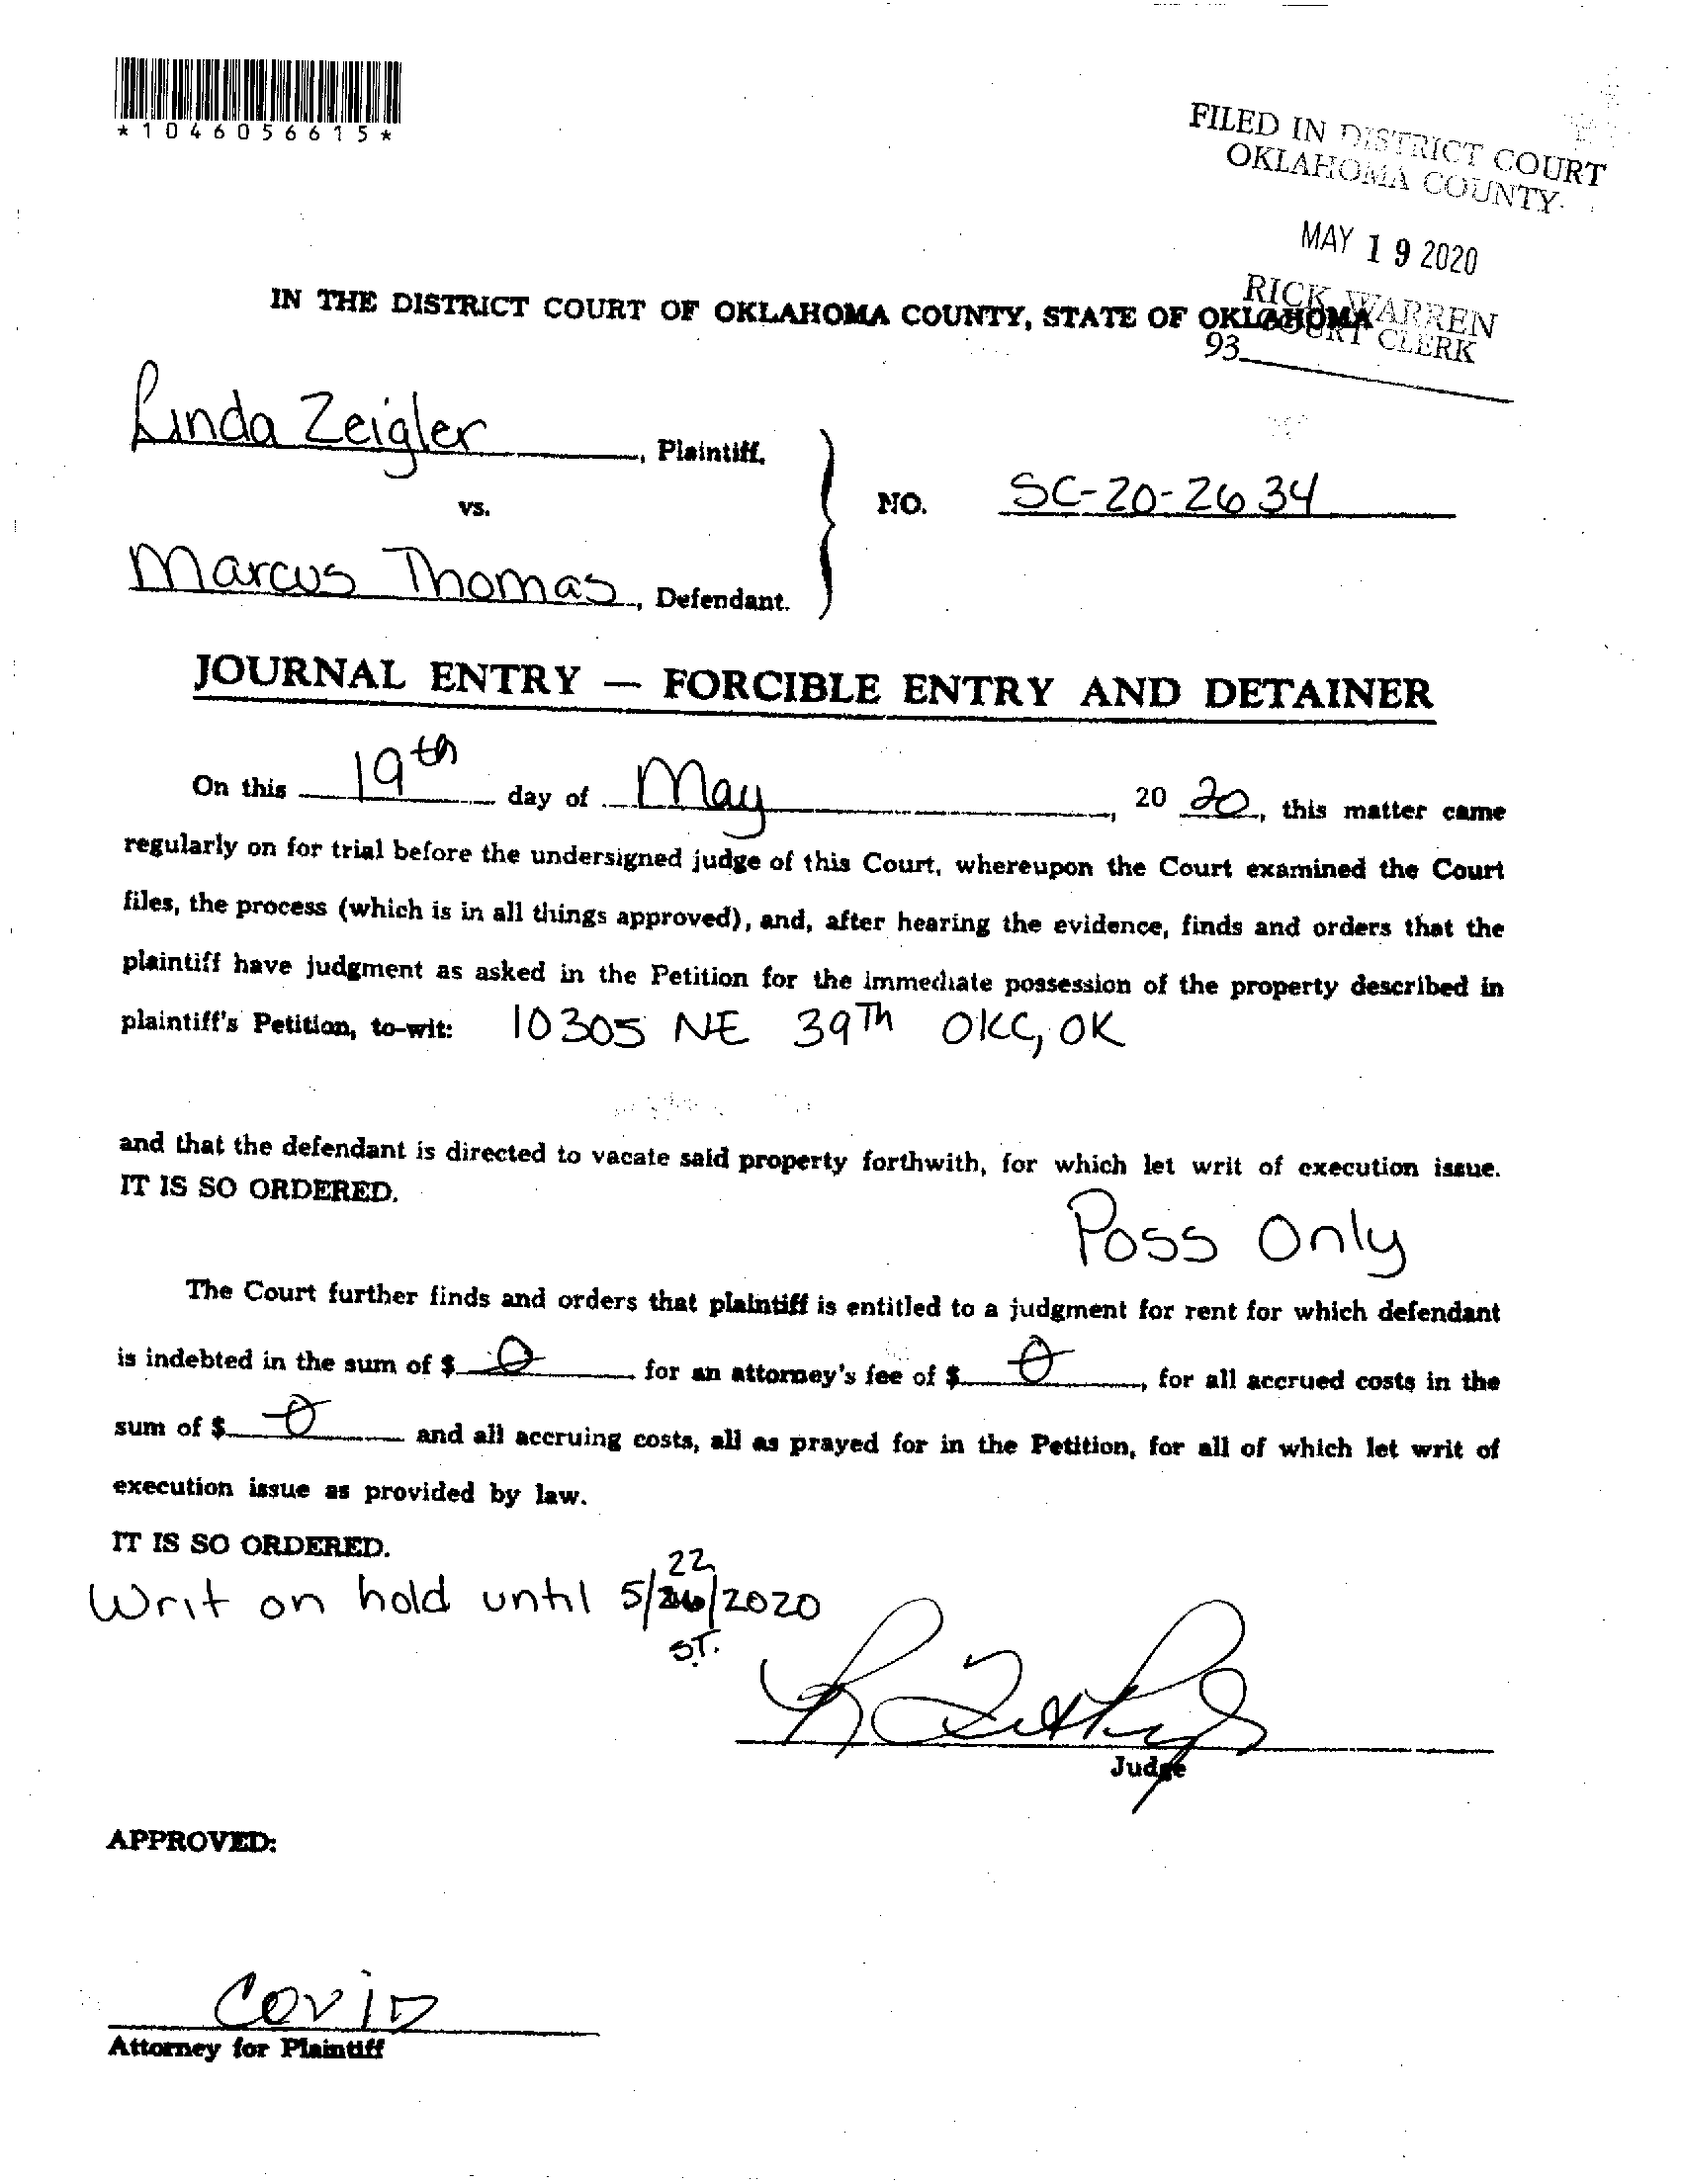 *1046056615*
FILED IN DISTRICT COURT
OKLAHOMA COUNTY
MAY 19 2020
RICK WARREN
COURT CLERK
93
IN THE DISTRICT COURT OF OKLAHOMA COUNTY, STATE OF OKLAHOMA
Linda Zeigler, Plaintiff,
vs.
NO. SC-20-2634
Marcus Thomas, Defendant.
JOURNAL ENTRY — FORCIBLE ENTRY AND DETAINER
On this 19th day of May, 20 20, this matter came
regularly on for trial before the undersigned judge of this Court, whereupon the Court examined the Court
files, the process (which is in all things approved), and, after hearing the evidence, finds and orders that the
plaintiff have judgment as asked in the Petition for the immediate possession of the property described in
plaintiff's Petition, to-wit: 10305 NE 39Th OKC, OK
and that the defendant is directed to vacate said property forthwith, for which let writ of execution issue.
IT IS SO ORDERED.
Poss Only
The Court further finds and orders that plaintiff is entitled to a judgment for rent for which defendant
is indebted in the sum of $ 0 for an attorney's fee of $ 0, for all accrued costs in the
sum of $ 0 and all accruing costs, all as prayed for in the Petition, for all of which let writ of
execution issue as provided by law.
IT IS SO ORDERED.
22
Writ on hold until 5/26/2020
S.T.
Judge
APPROVED:
COVID
Attorney for Plaintiff